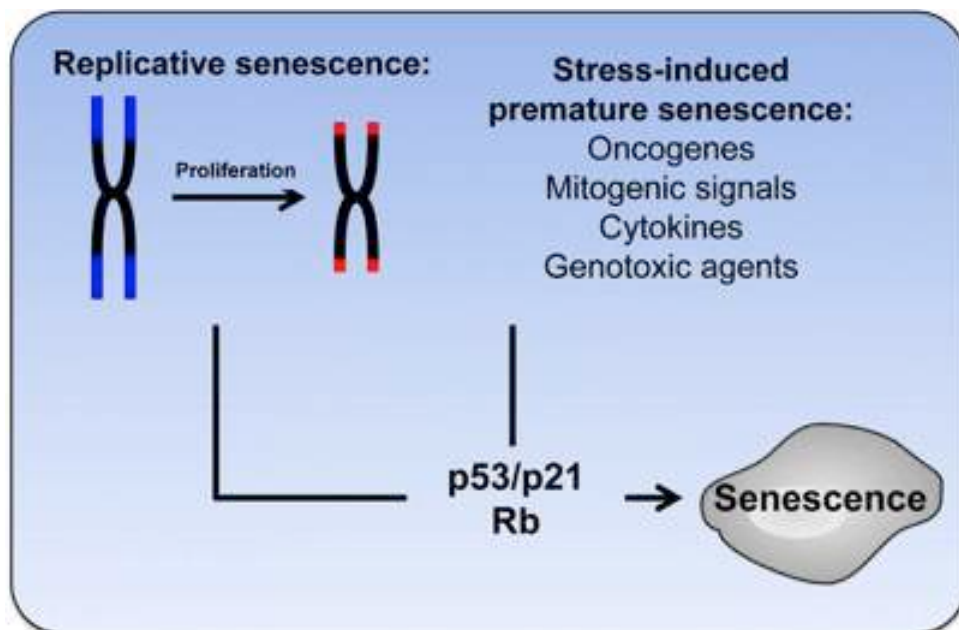 Replicative senescence:
Proliferation
Stress-induced
premature senescence:
Oncogenes
Mitogenic signals
Cytokines
Genotoxic agents
p53/p21
Rb
Senescence